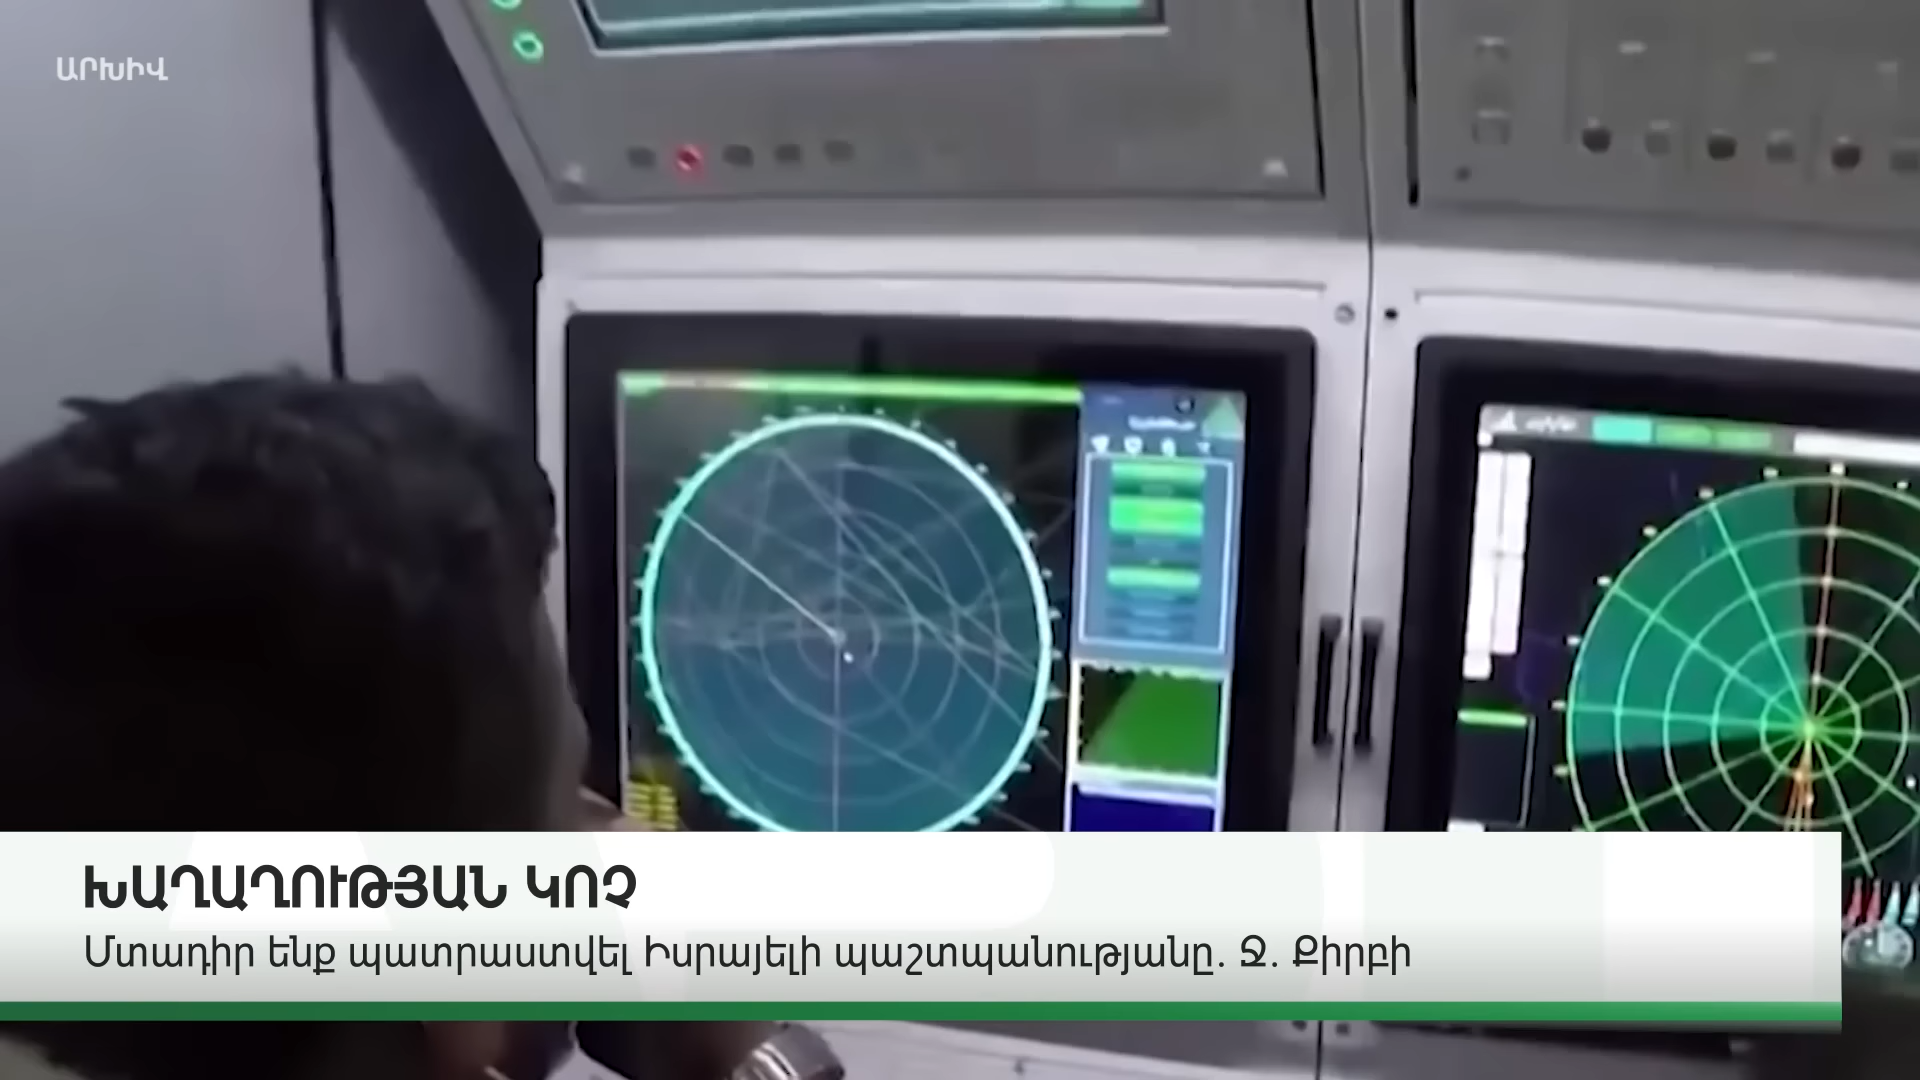 ԱՐԽԻՎ
ԽԱՂԱՂՈՒԹՅԱՆ ԿՈՉ
Մտադիր ենք պատրաստվել Իսրայելի պաշտպանությանը. Ջ. Քիրբի